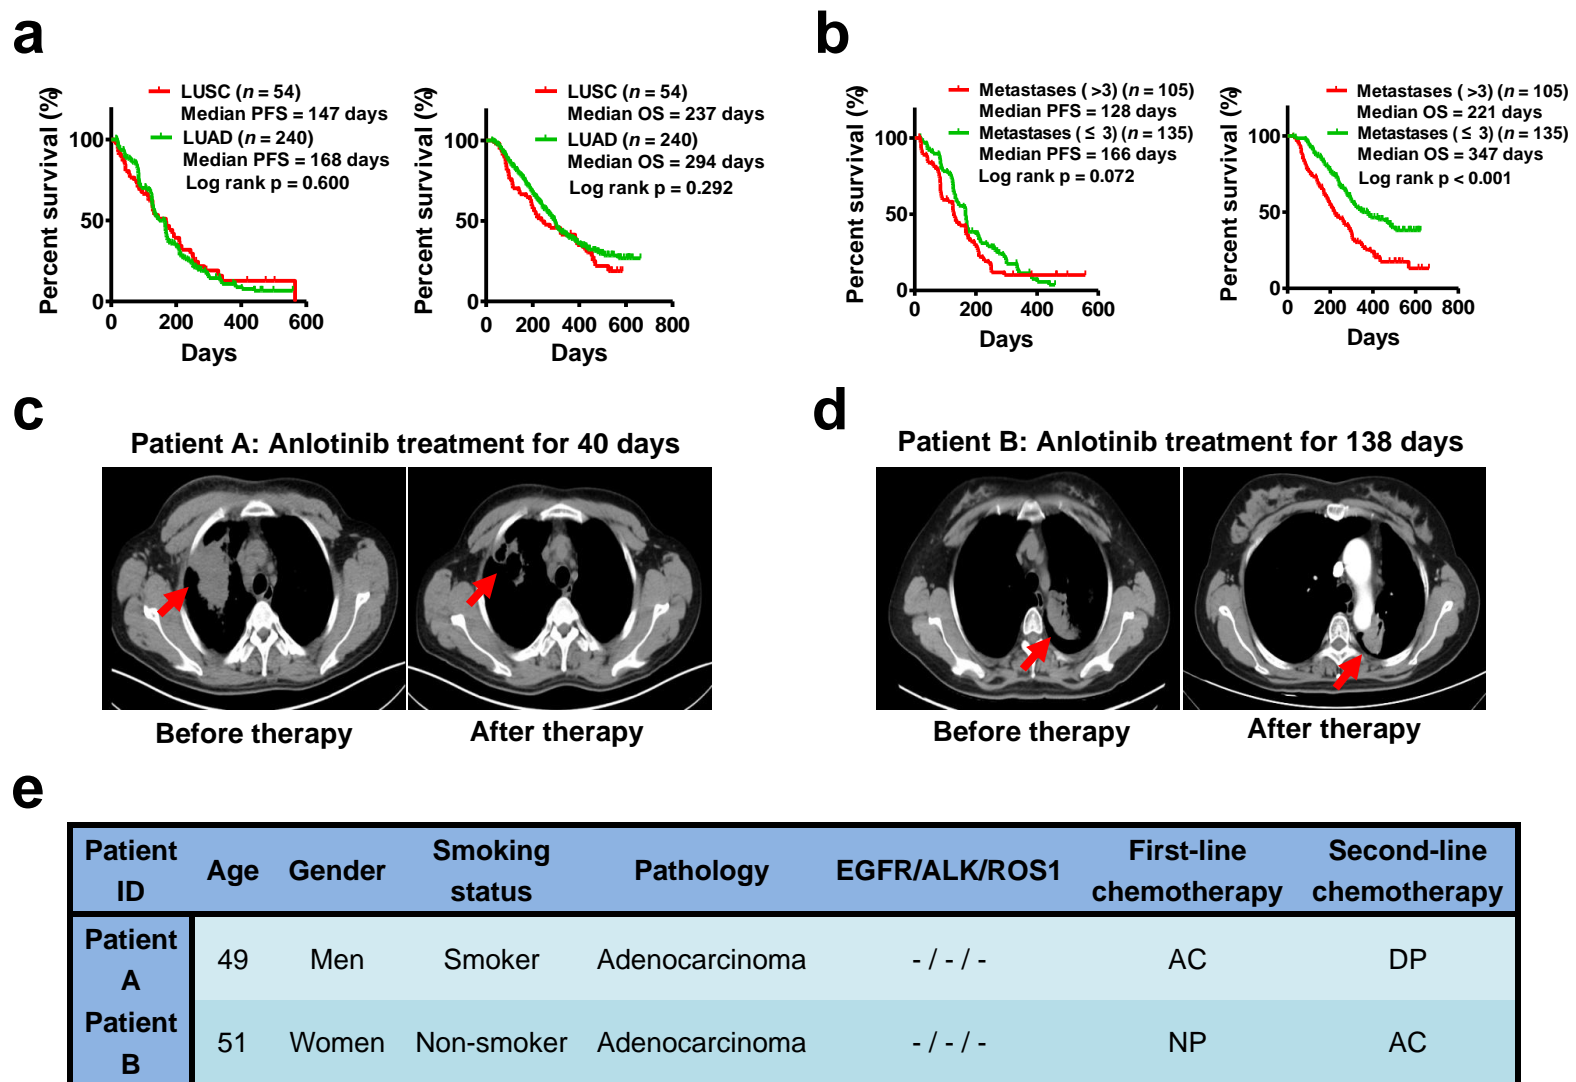 a
LUSC (n = 54)
Median PFS = 147 days
LUAD (n = 240)
Median PFS = 168 days
Log rank p = 0.600
Percent survival (%)
100
50
0
0 200 400 600
Days
LUSC (n = 54)
Median OS = 237 days
LUAD (n = 240)
Median OS = 294 days
Log rank p = 0.292
Percent survival (%)
100
50
0
0 200 400 600 800
Days
b
Metastases ( >3) (n = 105)
Median PFS = 128 days
Metastases ( ≤ 3) (n = 135)
Median PFS = 166 days
Log rank p = 0.072
Percent survival (%)
100
50
0
0 200 400 600
Days
Metastases ( >3) (n = 105)
Median OS = 221 days
Metastases ( ≤ 3) (n = 135)
Median OS = 347 days
Log rank p < 0.001
Percent survival (%)
100
50
0
0 200 400 600 800
Days
c
Patient A: Anlotinib treatment for 40 days
Before therapy
After therapy
d
Patient B: Anlotinib treatment for 138 days
Before therapy
After therapy
e
Patient ID Age Gender Smoking status Pathology EGFR/ALK/ROS1 First-line chemotherapy Second-line chemotherapy
Patient A 49 Men Smoker Adenocarcinoma - / - / - AC DP
Patient B 51 Women Non-smoker Adenocarcinoma - / - / - NP AC